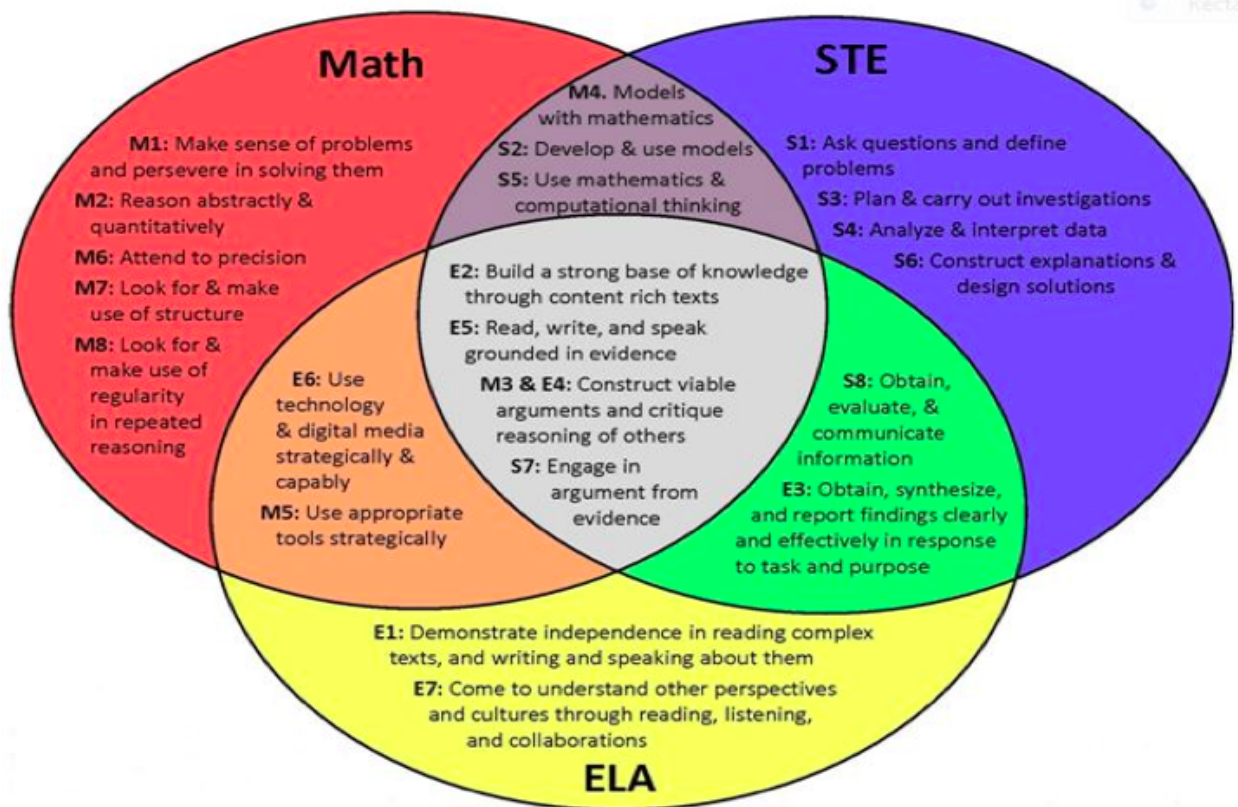 Recta
Math
STE
M4. Models
with mathematics
S2: Develop & use models
S5: Use mathematics &
computational thinking
M1: Make sense of problems
and persevere in solving them
M2: Reason abstractly &
quantitatively
M6: Attend to precision
M7: Look for & make
use of structure
M8: Look for &
make use of
regularity
in repeated
reasoning
S1: Ask questions and define
problems
S3: Plan & carry out investigations
S4: Analyze & interpret data
S6: Construct explanations &
design solutions
E2: Build a strong base of knowledge
through content rich texts
E5: Read, write, and speak
grounded in evidence
M3 & E4: Construct viable
arguments and critique
reasoning of others
S7: Engage in
argument from
evidence
E6: Use
technology
& digital media
strategically &
capably
M5: Use appropriate
tools strategically
S8: Obtain,
evaluate, &
communicate
information
E3: Obtain, synthesize,
and report findings clearly
and effectively in response
to task and purpose
E1: Demonstrate independence in reading complex
texts, and writing and speaking about them
E7: Come to understand other perspectives
and cultures through reading, listening,
and collaborations
ELA